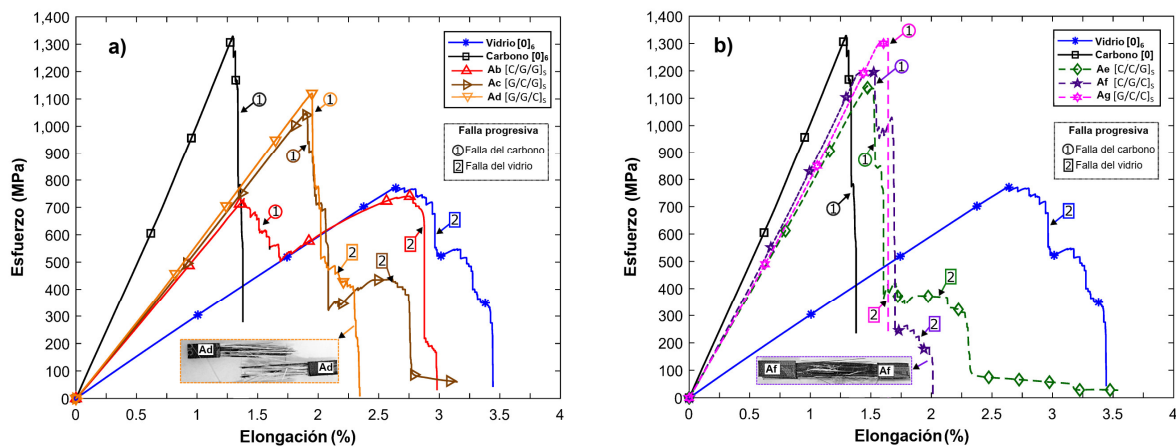 a)
Esfuerzo (MPa)
1,400
1,300
1,200
1,100
1,000
900
800
700
600
500
400
300
200
100
0
0 0.5 1 1.5 2 2.5 3 3.5 4
Elongación (%)
Vidrio [0]₆
Carbono [0]₆
Ab [C/G/G]ₛ
Ac [G/G/C]ₛ
Ad [G/G/C]ₛ
Falla progresiva
① Falla del carbono
2 Falla del vidrio
1
1
1
1
2
2
2
2
Ad
Ad
b)
Esfuerzo (MPa)
1,400
1,300
1,200
1,100
1,000
900
800
700
600
500
400
300
200
100
0
0 0.5 1 1.5 2 2.5 3 3.5 4
Elongación (%)
Vidrio [0]₆
Carbono [0]
Ae [C/C/G]ₛ
Af [C/G/C]ₛ
Ag [G/C/C]ₛ
Falla progresiva
① Falla del carbono
2 Falla del vidrio
1
1
1
1
2
2
2
2
Af
Af